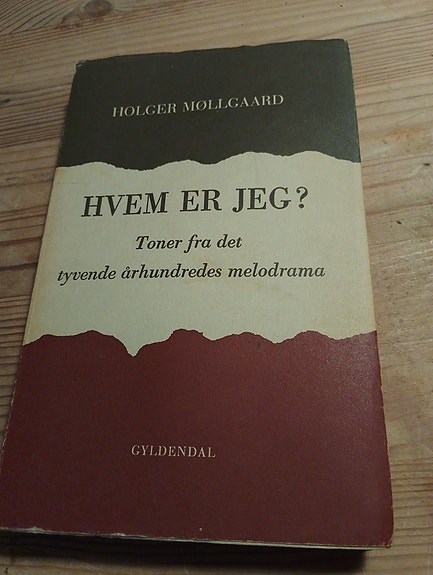 HOLGER MØLLGAARD
HVEM ER JEG?
Toner fra det
tyvende århundredes melodrama
GYLDENDAL